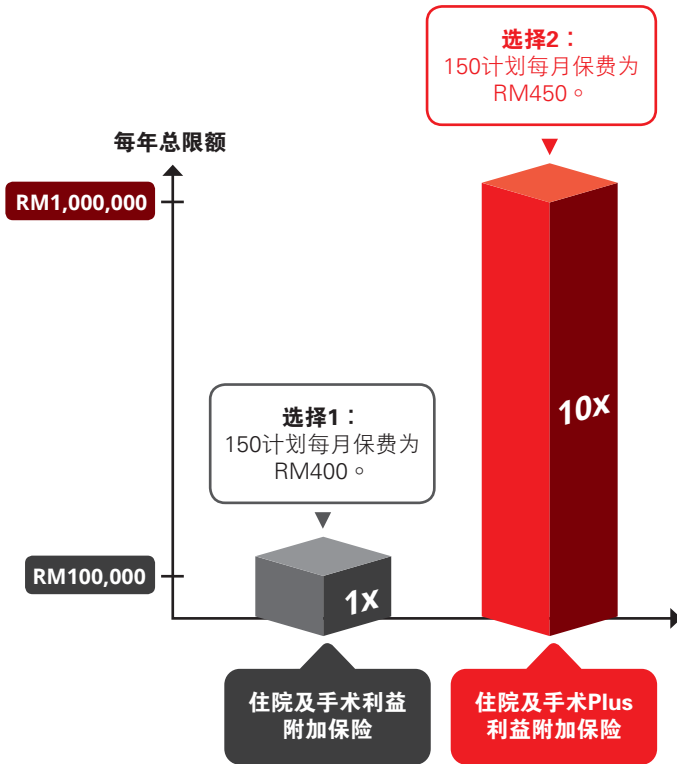 选择2：
150计划每月保费为
RM450。
每年总限额
RM1,000,000
10x
选择1：
150计划每月保费为
RM400。
RM100,000
1x
住院及手术利益
附加保险
住院及手术Plus
利益附加保险